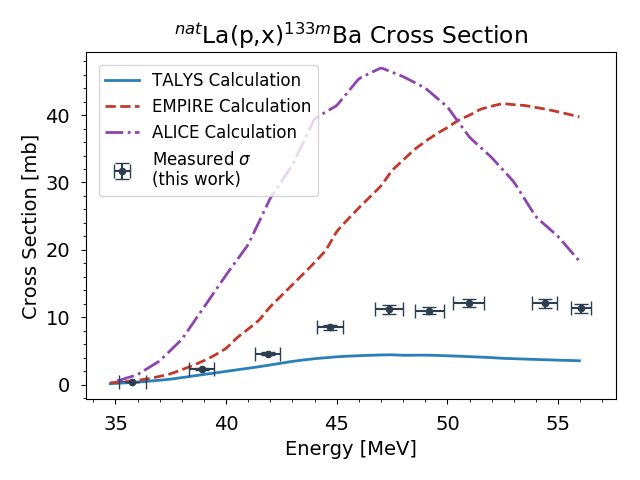 ⁿᵃᵗLa(p,x)¹³³ᵐBa Cross Section
TALYS Calculation
EMPIRE Calculation
ALICE Calculation
Measured σ
(this work)
Cross Section [mb]
40
30
20
10
0
35 40 45 50 55
Energy [MeV]